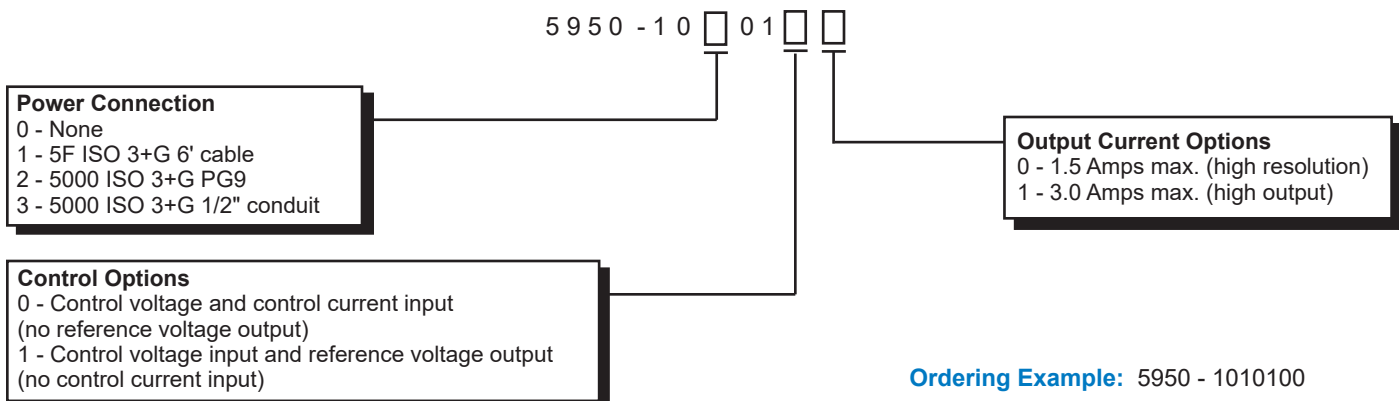 5950 -10 01
Power Connection
0 - None
1 - 5F ISO 3+G 6' cable
2 - 5000 ISO 3+G PG9
3 - 5000 ISO 3+G 1/2" conduit
Output Current Options
0 - 1.5 Amps max. (high resolution)
1 - 3.0 Amps max. (high output)
Control Options
0 - Control voltage and control current input
(no reference voltage output)
1 - Control voltage input and reference voltage output
(no control current input)
Ordering Example: 5950 - 1010100